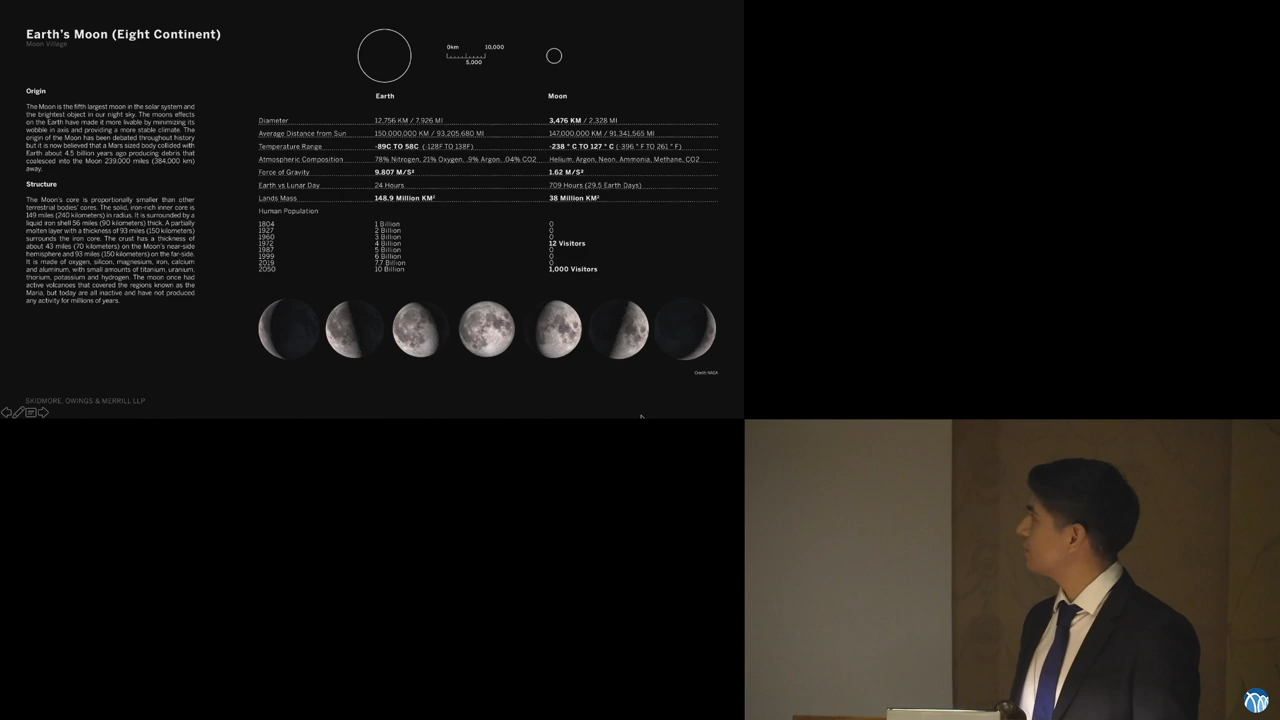 Earth's Moon (Eight Continent)
Moon Village
0km 10,000
5,000
Earth Moon
Origin
The Moon is the fifth largest moon in the solar system and
the brightest object in our night sky. The moons effects
on the Earth have made it more livable by minimizing its
wobble in axis and providing a more stable climate. The
origin of the Moon has been debated throughout history
but it is now believed that a Mars sized body collided with
Earth about 4.5 billion years ago producing debris that
coalesced into the Moon 239,000 miles (384,000 km)
away.
Structure
The Moon's core is proportionally smaller than other
terrestrial bodies' cores. The solid, iron-rich inner core is
149 miles (240 kilometers) in radius. It is surrounded by a
liquid iron shell 56 miles (90 kilometers) thick. A partially
molten layer with a thickness of 93 miles (150 kilometers)
surrounds the iron core. The crust has a thickness of
about 43 miles (70 kilometers) on the Moon's near-side
hemisphere and 93 miles (150 kilometers) on the far-side.
It is made of oxygen, silicon, magnesium, iron, calcium
and aluminum, with small amounts of titanium, uranium,
thorium, potassium and hydrogen. The moon once had
active volcanoes that covered the regions known as the
Maria, but today are all inactive and have not produced
any activity for millions of years.
Diameter 12,756 KM / 7,926 MI 3,476 KM / 2,328 MI
Average Distance from Sun 150,000,000 KM / 93,205,680 MI 147,000,000 KM / 91,341,565 MI
Temperature Range -89C TO 58C (-128F TO 138F) -238 ° C TO 127 ° C (-396 ° F TO 261 ° F)
Atmospheric Composition 78% Nitrogen, 21% Oxygen, .9% Argon, .04% CO2 Helium, Argon, Neon, Ammonia, Methane, CO2
Force of Gravity 9.807 M/S² 1.62 M/S²
Earth vs Lunar Day 24 Hours 709 Hours (29.5 Earth Days)
Lands Mass 148.9 Million KM² 38 Million KM²
Human Population
1804 1 Billion 0
1927 2 Billion 0
1960 3 Billion 0
1972 4 Billion 12 Visitors
1987 5 Billion 0
1999 6 Billion 0
2019 7.7 Billion 0
2050 10 Billion 1,000 Visitors
Credit: NASA
SKIDMORE, OWINGS & MERRILL LLP